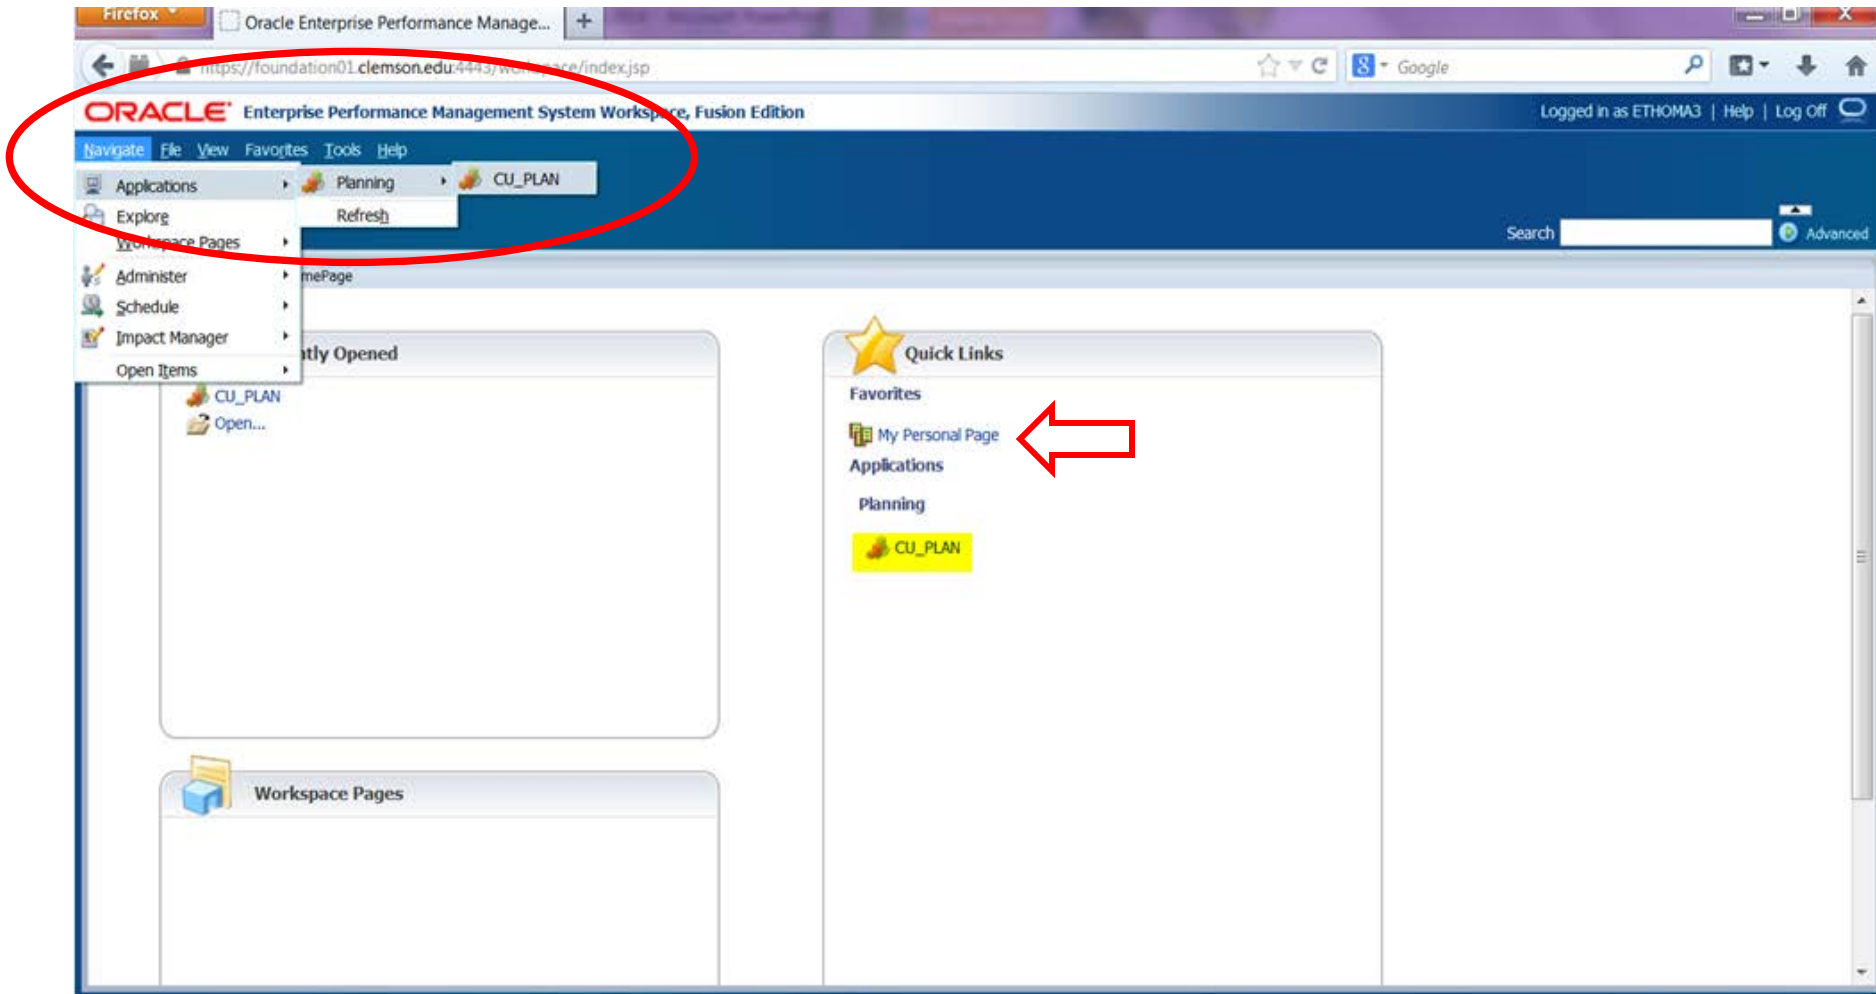 Firefox
Oracle Enterprise Performance Manage...
https://foundation01.clemson.edu:4443/workspace/index.jsp
Google
ORACLE Enterprise Performance Management System Workspace, Fusion Edition
Logged in as ETHOMA3 | Help | Log Off
Navigate File View Favorites Tools Help
Applications
Planning
CU_PLAN
Explore
Refresh
Workspace Pages
Search
Advanced
Administer
mePage
Schedule
Impact Manager
Open Items
tly Opened
CU_PLAN
Open...
Quick Links
Favorites
My Personal Page
Applications
Planning
CU_PLAN
Workspace Pages